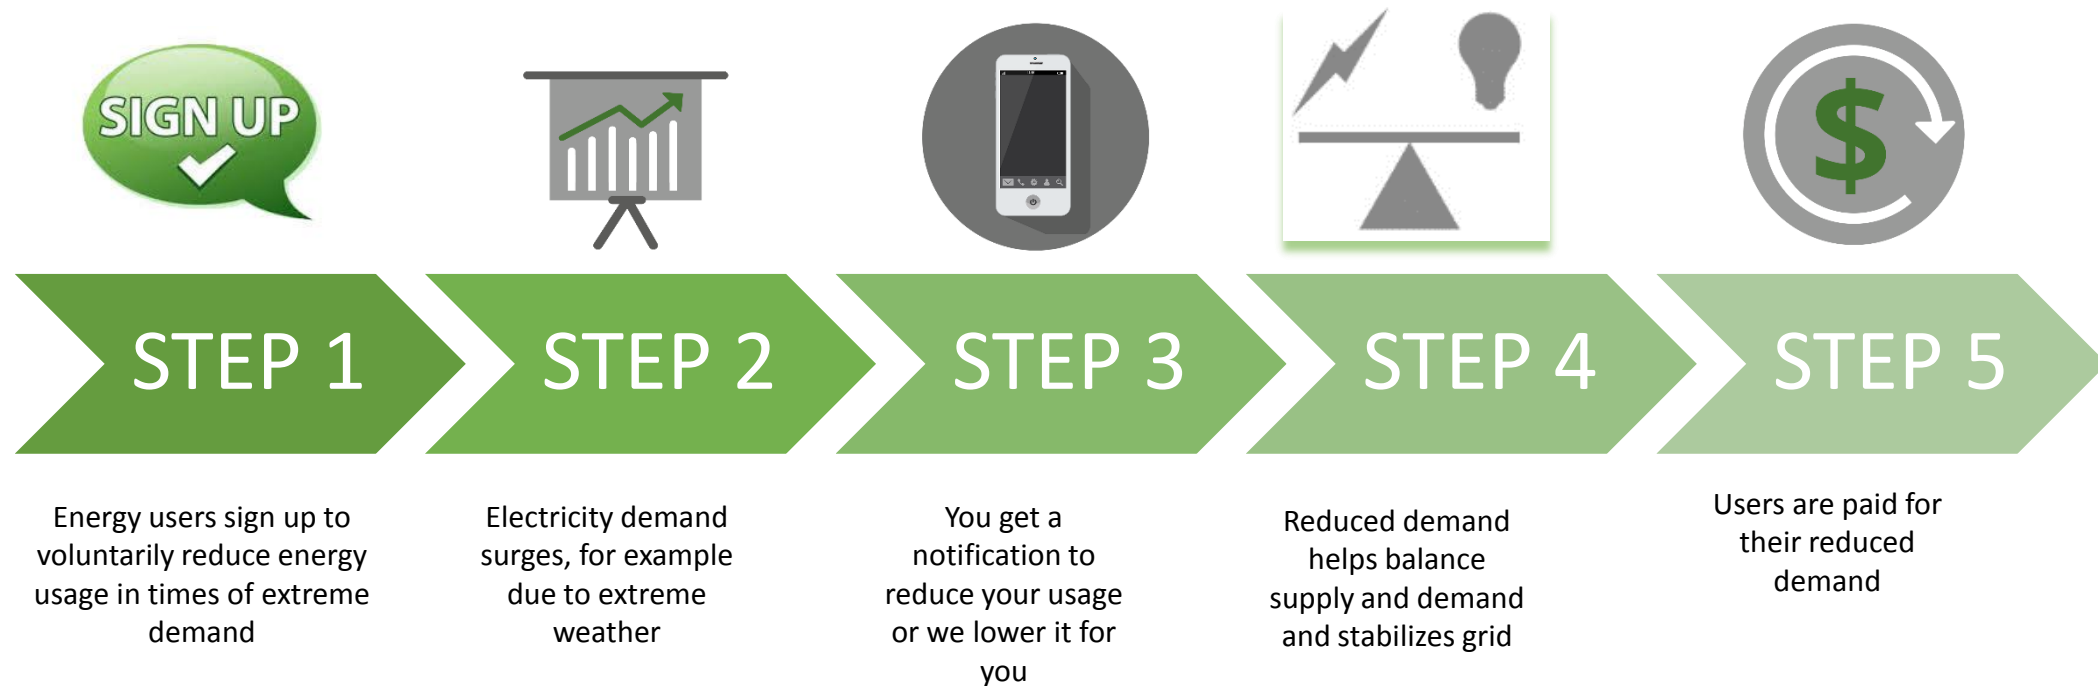 SIGN UP
STEP 1
STEP 2
STEP 3
STEP 4
STEP 5
Energy users sign up to
voluntarily reduce energy
usage in times of extreme
demand
Electricity demand
surges, for example
due to extreme
weather
You get a
notification to
reduce your usage
or we lower it for
you
Reduced demand
helps balance
supply and demand
and stabilizes grid
Users are paid for
their reduced
demand